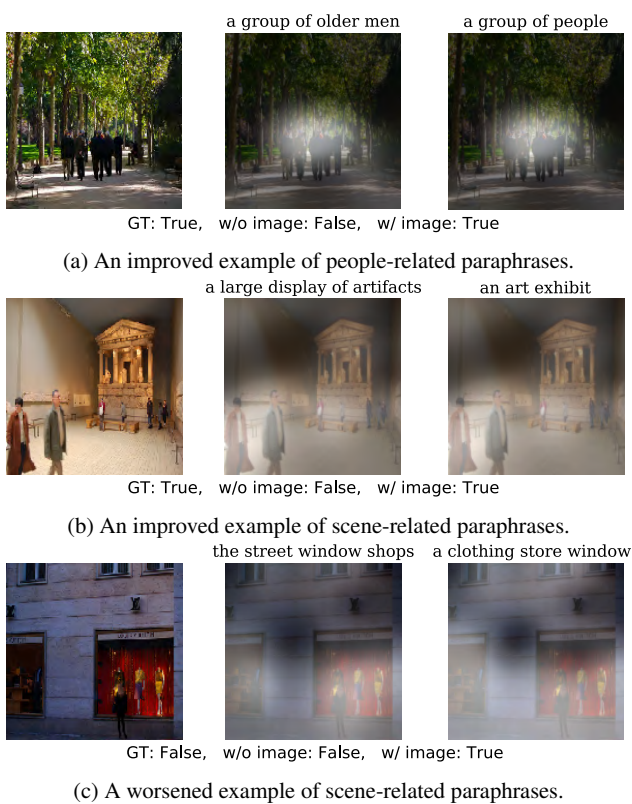 a group of older men
a group of people
GT: True, w/o image: False, w/ image: True
(a) An improved example of people-related paraphrases.
a large display of artifacts
an art exhibit
GT: True, w/o image: False, w/ image: True
(b) An improved example of scene-related paraphrases.
the street window shops
a clothing store window
GT: False, w/o image: False, w/ image: True
(c) A worsened example of scene-related paraphrases.